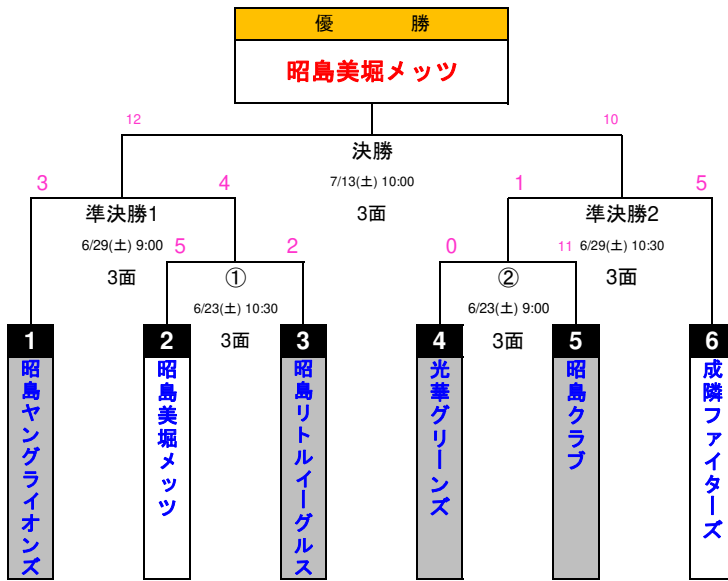 優　勝
昭島美堀メッツ
12
10
決勝
7/13(土) 10:00
3面
3
4
1
5
準決勝1
準決勝2
6/29(土) 9:00
5
2
0
11
6/29(土) 10:30
3面
①
②
3面
6/23(土) 10:30
6/23(土) 9:00
3面
3面
1
2
3
4
5
6
昭島ヤングライオンズ
昭島美堀メッツ
昭島リトルイーグルス
光華グリーンズ
昭島クラブ
成隣ファイターズ